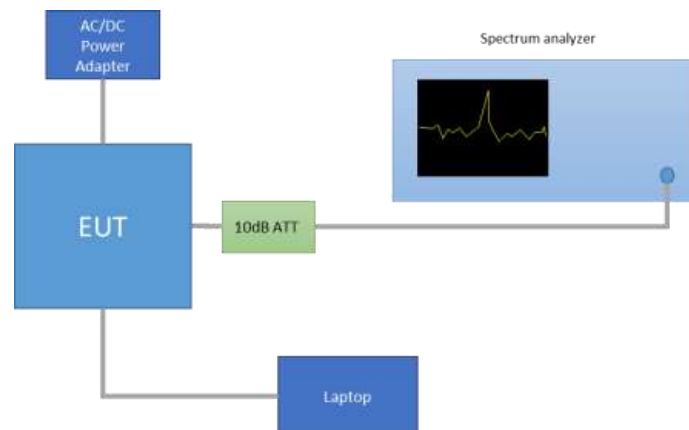 AC/DC
Power
Adapter
Spectrum analyzer
EUT
10dB ATT
Laptop